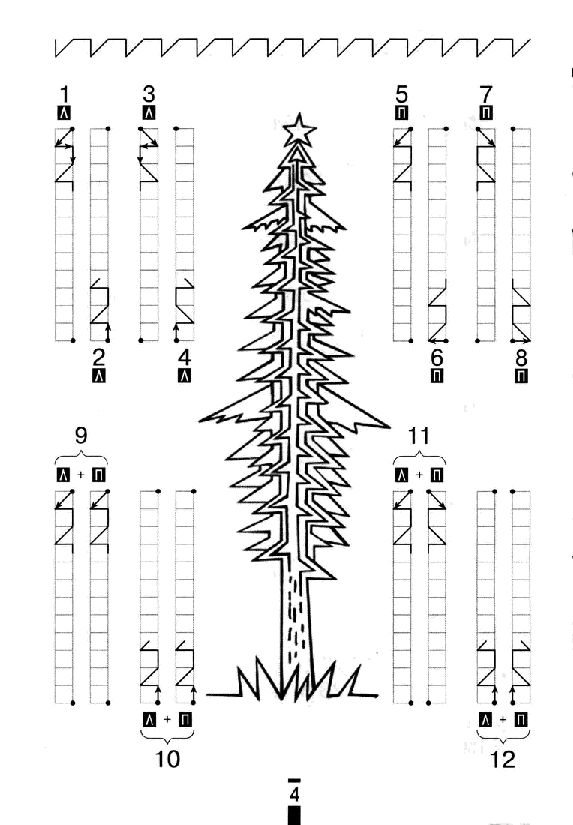 1 3 5 7
Л Л П П
2 4 6 8
Л Л П П
9 11
Л + П Л + П
Л + П Л + П
10 12
4